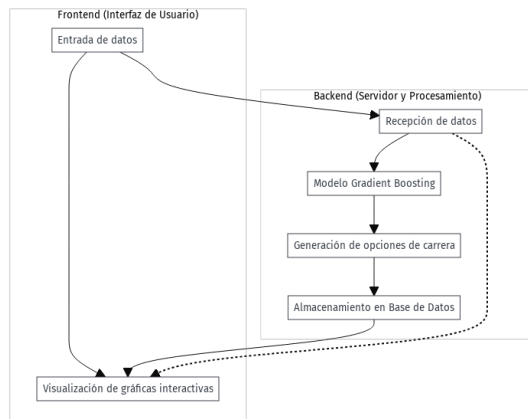 Frontend (Interfaz de Usuario)
Entrada de datos
Backend (Servidor y Procesamiento)
Recepción de datos
Modelo Gradient Boosting
Generación de opciones de carrera
Almacenamiento en Base de Datos
Visualización de gráficas interactivas